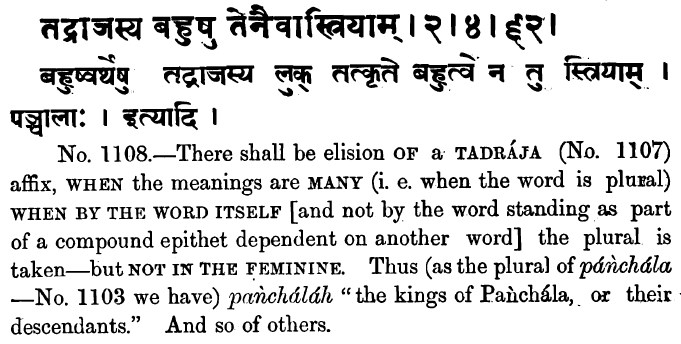 तद्राजस्य बहुषु तेनैवास्त्रियाम् । २ । ४ । ६२ ।
बहुष्वर्थेषु तद्राजस्य लुक् तत्कृते बहुत्वे न तु स्त्रियाम् ।
पञ्चालाः । इत्यादि ।
No. 1108.—There shall be elision OF a TADRÁJA (No. 1107)
affix, WHEN the meanings are MANY (i. e. when the word is plural)
WHEN BY THE WORD ITSELF [and not by the word standing as part
of a compound epithet dependent on another word] the plural is
taken—but NOT IN THE FEMININE. Thus (as the plural of páṅchála
—No. 1103 we have) paṅcháláh “the kings of Paṅchála, or their
descendants.” And so of others.